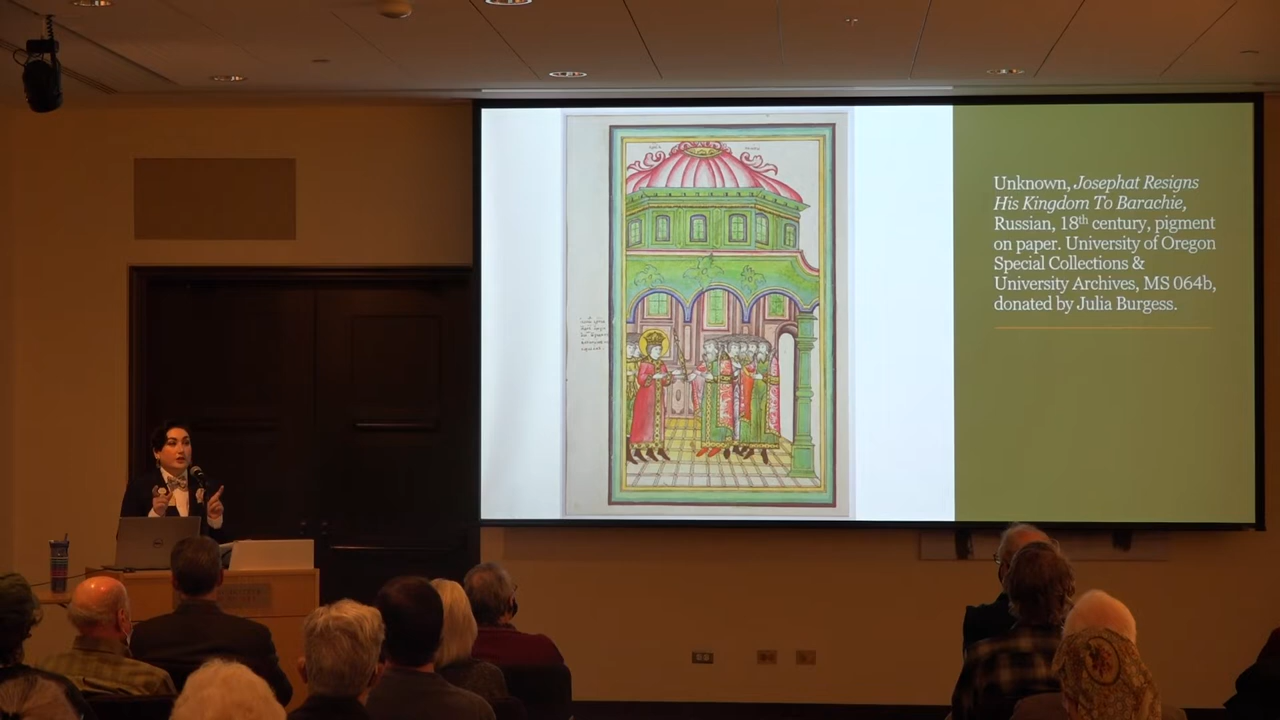 Unknown, Josephat Resigns
His Kingdom To Barachie,
Russian, 18th century, pigment
on paper. University of Oregon
Special Collections &
University Archives, MS 064b,
donated by Julia Burgess.